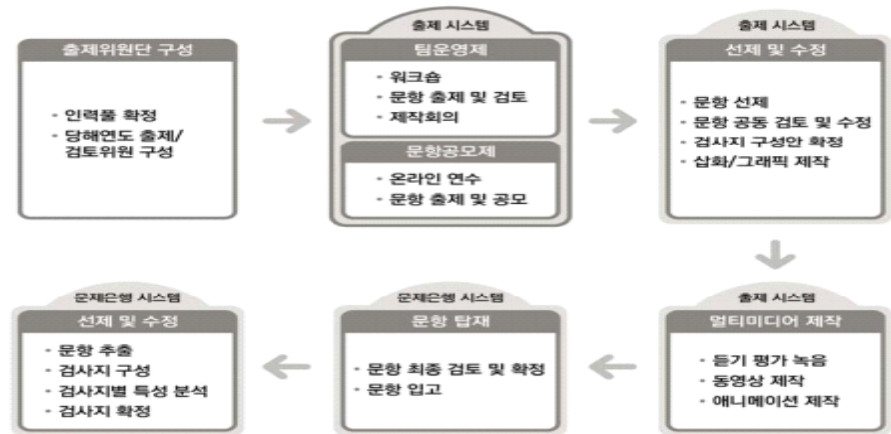 출제위원단 구성
· 인력풀 확정
· 당해연도 출제/
검토위원 구성
출제 시스템
팀운영제
· 워크숍
· 문항 출제 및 검토
· 제작회의
문항공모제
· 온라인 연수
· 문항 출제 및 공모
출제 시스템
선제 및 수정
· 문항 선제
· 문항 공동 검토 및 수정
· 검사지 구성안 확정
· 삽화/그래픽 제작
출제 시스템
멀티미디어 제작
· 듣기 평가 녹음
· 동영상 제작
· 애니메이션 제작
문제은행 시스템
문항 탑재
· 문항 최종 검토 및 확정
· 문항 입고
문제은행 시스템
선제 및 수정
· 문항 추출
· 검사지 구성
· 검사지별 특성 분석
· 검사지 확정